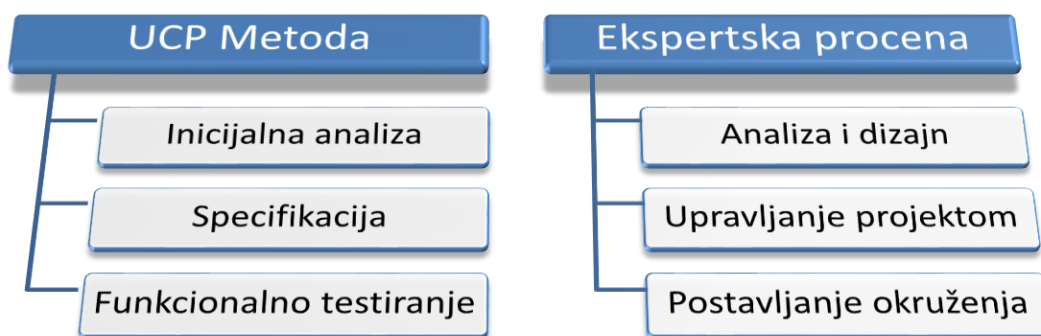 UCP Metoda
Inicijalna analiza
Specifikacija
Funkcionalno testiranje
Ekspertska procena
Analiza i dizajn
Upravljanje projektom
Postavljanje okruženja